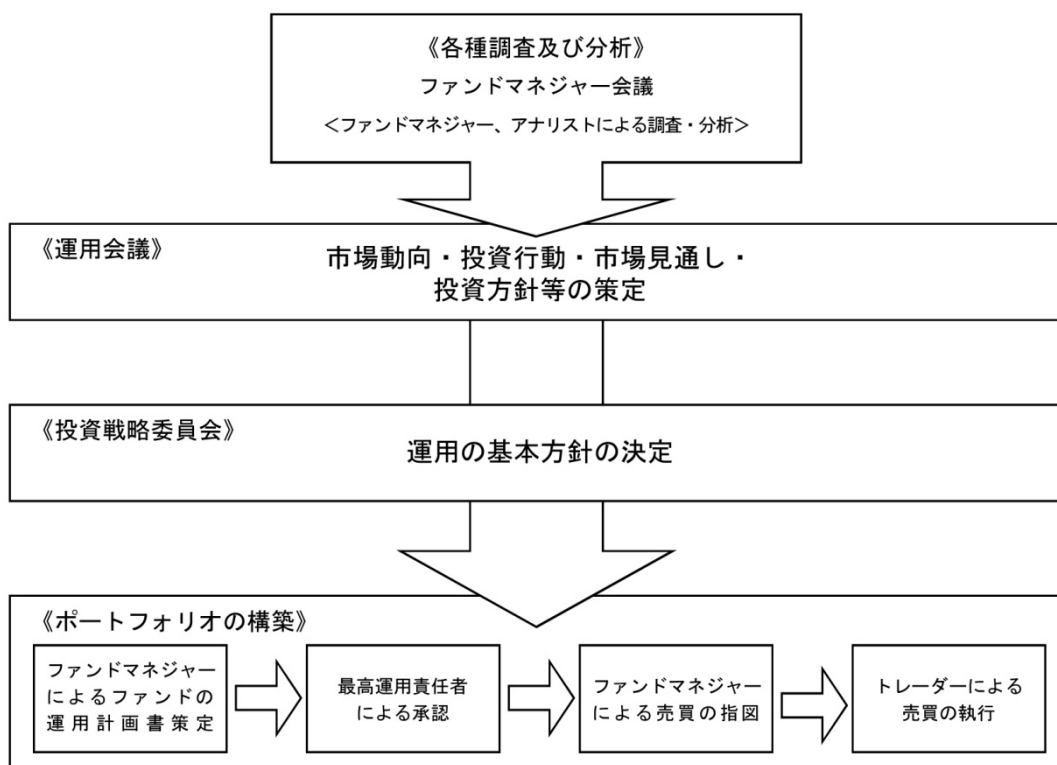 《各種調査及び分析》
ファンドマネジャー会議
＜ファンドマネジャー、アナリストによる調査・分析＞
《運用会議》
市場動向・投資行動・市場見通し・
投資方針等の策定
《投資戦略委員会》
運用の基本方針の決定
《ポートフォリオの構築》
ファンドマネジャー
によるファンドの
運用計画書策定
最高運用責任者
による承認
ファンドマネジャー
による売買の指図
トレーダーによる
売買の執行